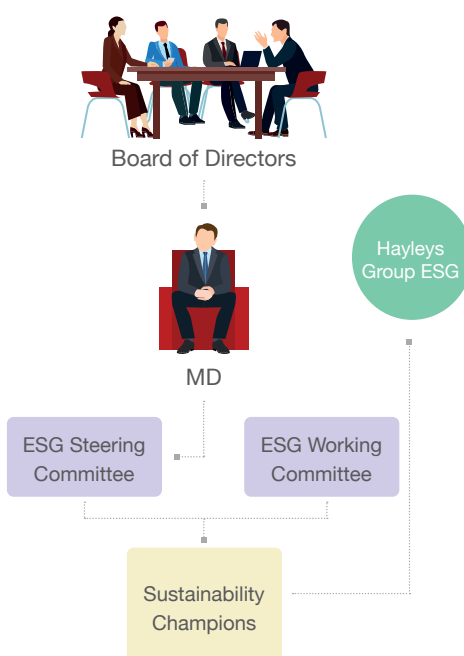 Board of Directors
Hayleys
Group ESG
MD
ESG Steering
Committee
ESG Working
Committee
Sustainability
Champions